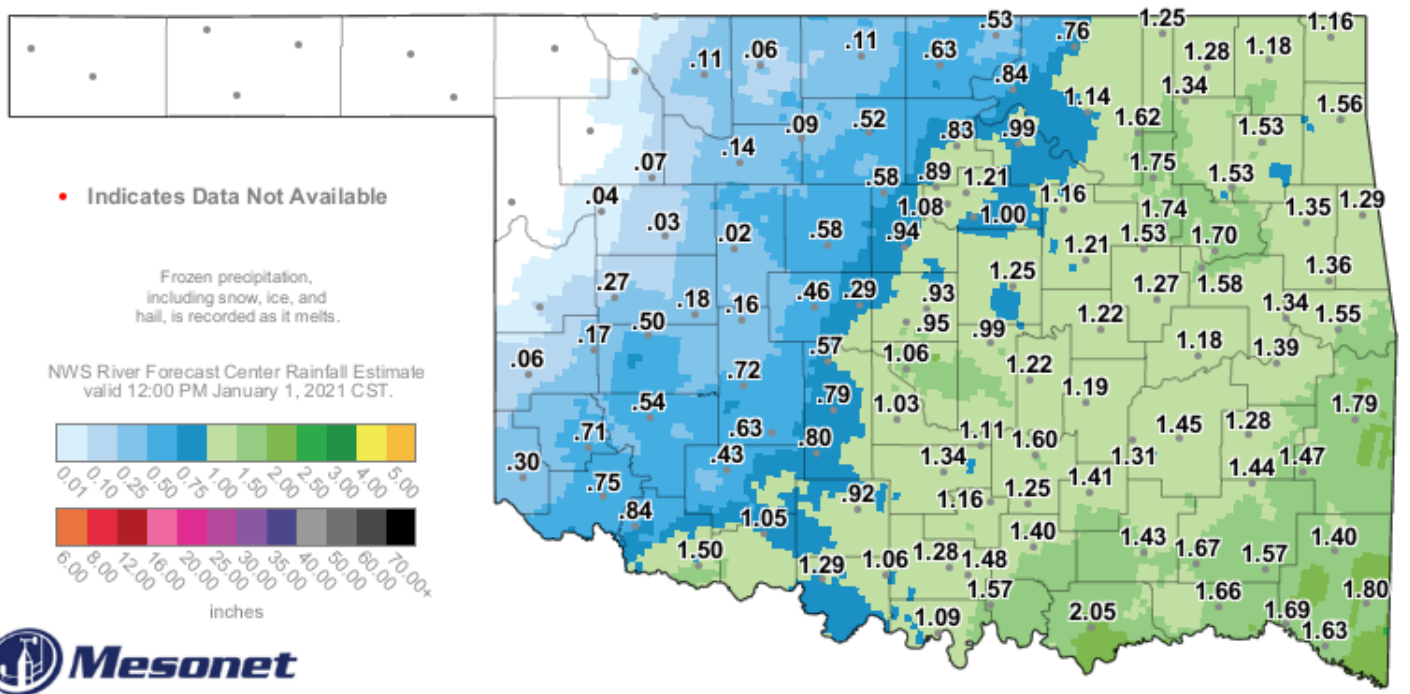 .53 1.25 1.16
.11 .06 .11 .63 .76 1.28 1.18
.84 1.34
1.14 1.56
.09 .52 .83 .99 1.62 1.53
.14
.07 1.75
.58 .89 1.21 1.53
• Indicates Data Not Available
.04 1.08 1.00 1.16 1.74 1.35 1.29
.03 .02 .58 .94 1.21 1.53 1.70
Frozen precipitation,
including snow, ice, and
hail, is recorded as it melts.
.27 1.25 1.27 1.58 1.36
.18 .16 .46 .29 .93 1.34
.50 .95 .99 1.22 1.55
.17
.06 .57 1.06 1.22 1.18 1.39
NWS River Forecast Center Rainfall Estimate
valid 12:00 PM January 1, 2021 CST.
.72 .79 1.19
.54 1.03 1.79
.71 .63 .80 1.11 1.60 1.45 1.28
.30 .43 1.34 1.31 1.44 1.47
0.01 0.10 0.25 0.50 0.75 1.00 1.50 2.00 2.50 3.00 4.00 5.00
.75 .92 1.16 1.25 1.41
.84 1.05
1.50 1.29 1.06 1.28 1.48 1.40 1.43 1.67 1.57 1.40
6.00 8.00 12.00 16.00 20.00 25.00 30.00 35.00 40.00 50.00 60.00 70.00+
inches
1.57 1.66 1.80
1.09 2.05 1.69
1.63
Mesonet